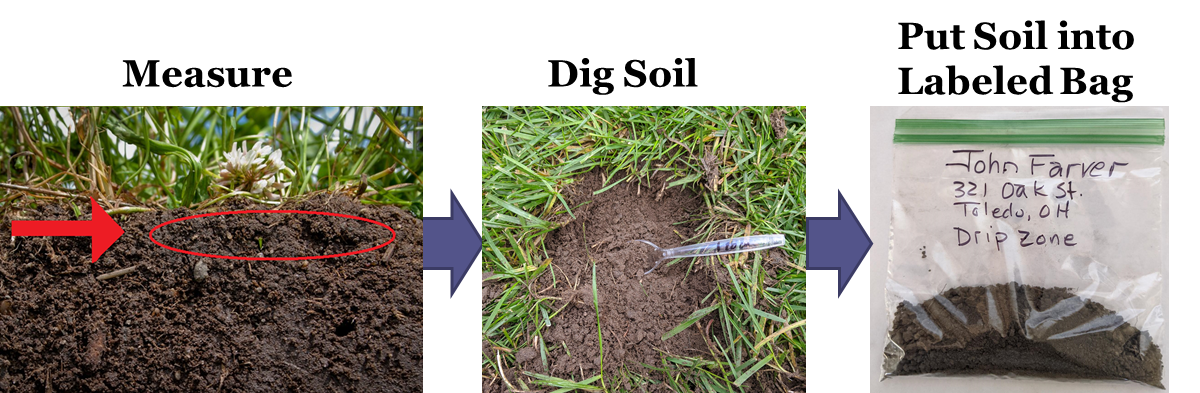 Measure
Dig Soil
Put Soil into
Labeled Bag
John Farver
321 Oak St.
Toledo, OH
Drip Zone